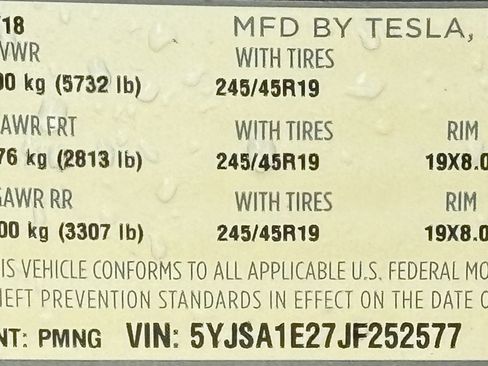 /18 MFD BY TESLA,
VWR WITH TIRES
00 kg (5732 lb) 245/45R19
AWR FRT WITH TIRES RIM
76 kg (2813 lb) 245/45R19 19X8.0
GAWR RR WITH TIRES RIM
00 kg (3307 lb) 245/45R19 19X8.0
IS VEHICLE CONFORMS TO ALL APPLICABLE U.S. FEDERAL MO
HEFT PREVENTION STANDARDS IN EFFECT ON THE DATE O
NT: PMNG VIN: 5YJSA1E27JF252577